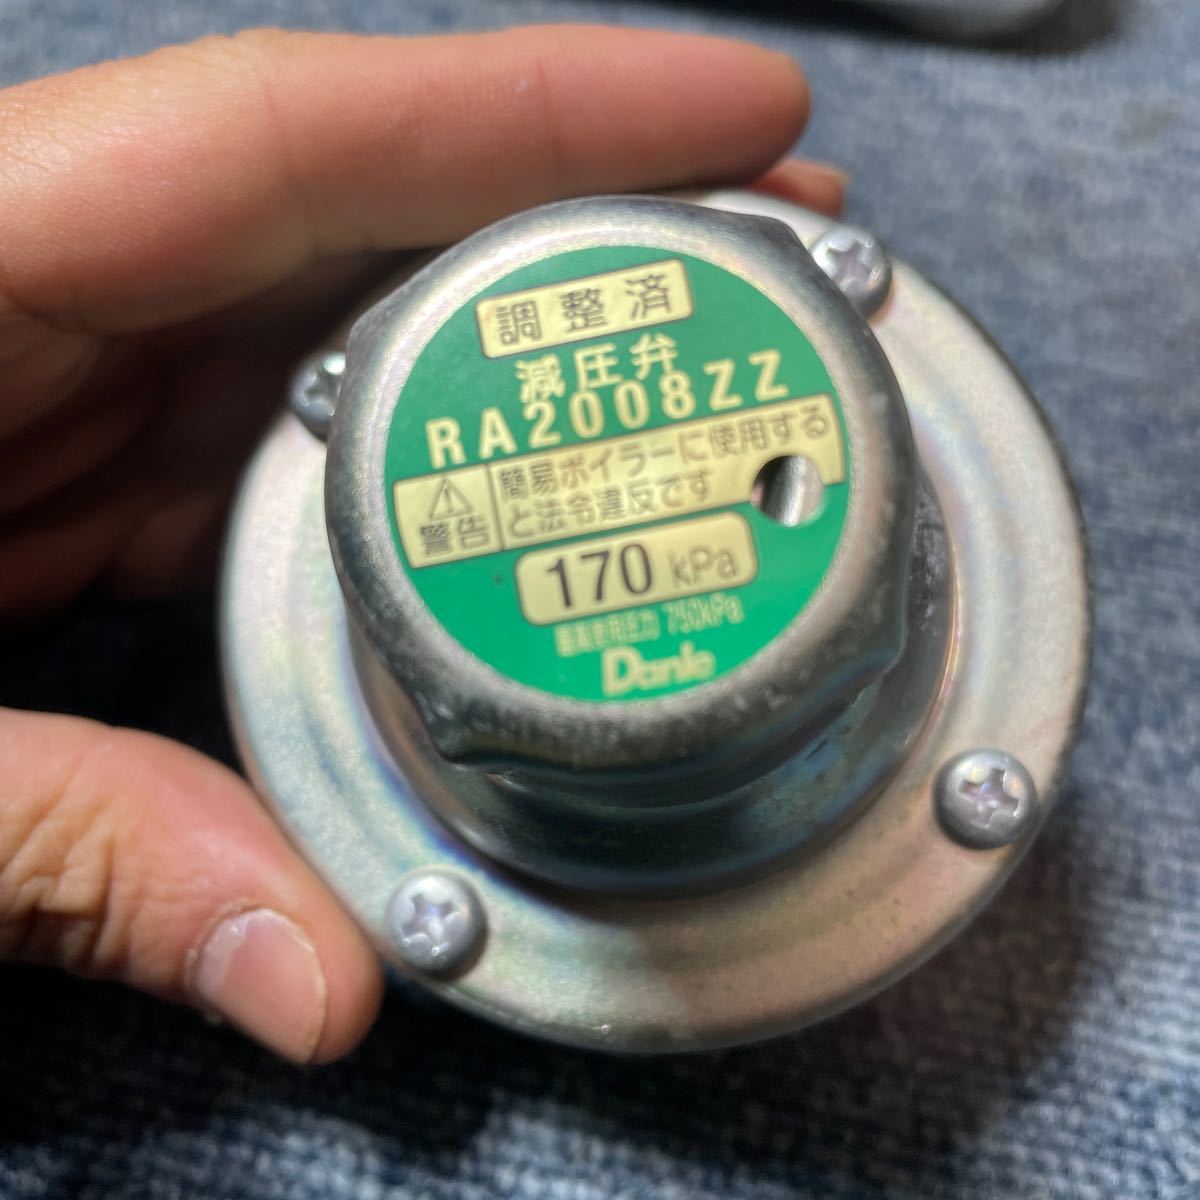 調整済
減圧弁
RA2008ZZ
警告
簡易ボイラーに使用する
と法令違反です
170 kPa
最高使用圧力 750kPa
Danle